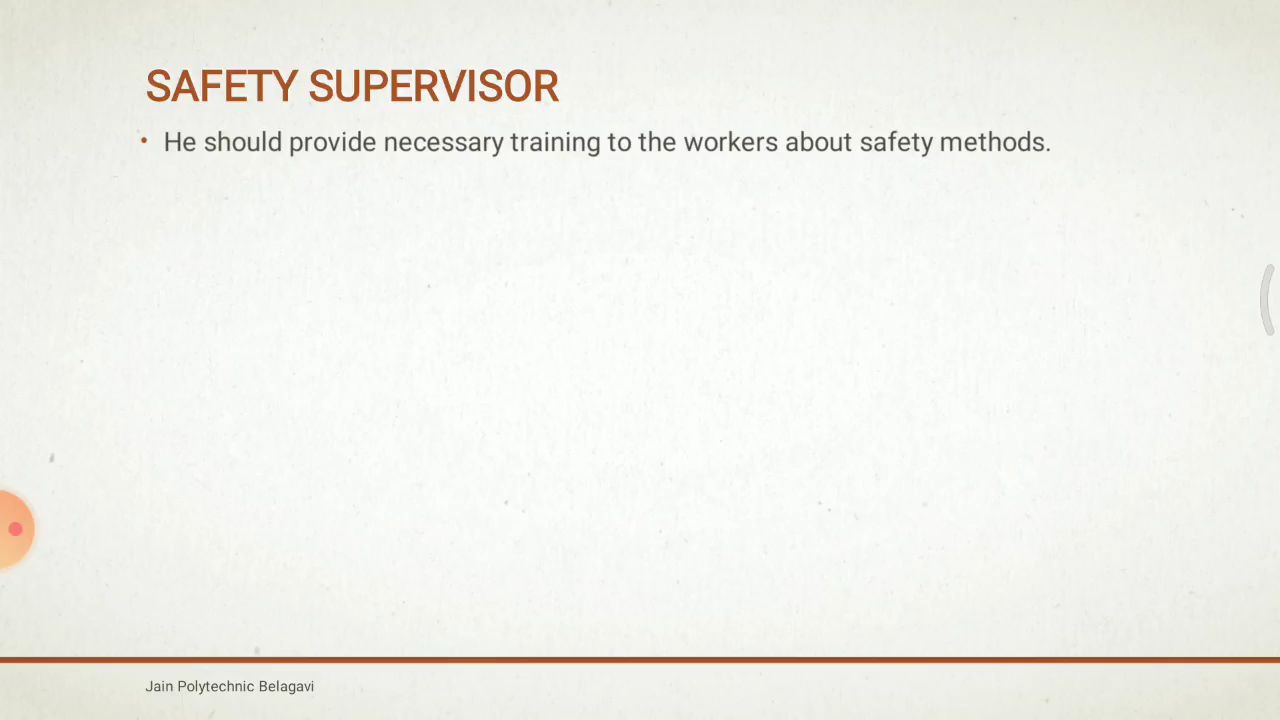 SAFETY SUPERVISOR
• He should provide necessary training to the workers about safety methods.
Jain Polytechnic Belagavi